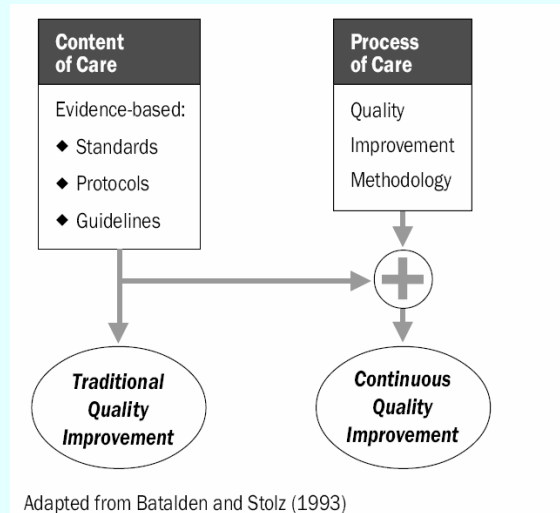 Content
of Care
Evidence-based:
◆ Standards
◆ Protocols
◆ Guidelines
Process
of Care
Quality
Improvement
Methodology
Traditional
Quality
Improvement
Continuous
Quality
Improvement
Adapted from Batalden and Stolz (1993)